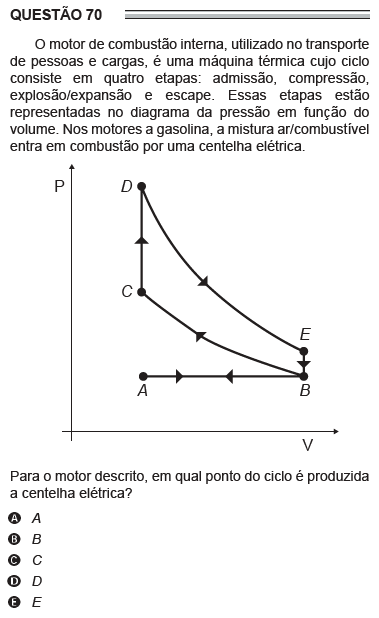 QUESTÃO 70
O motor de combustão interna, utilizado no transporte
de pessoas e cargas, é uma máquina térmica cujo ciclo
consiste em quatro etapas: admissão, compressão,
explosão/expansão e escape. Essas etapas estão
representadas no diagrama da pressão em função do
volume. Nos motores a gasolina, a mistura ar/combustível
entra em combustão por uma centelha elétrica.
P
D
C
E
A
B
V
Para o motor descrito, em qual ponto do ciclo é produzida
a centelha elétrica?
A A
B B
C C
D D
E E